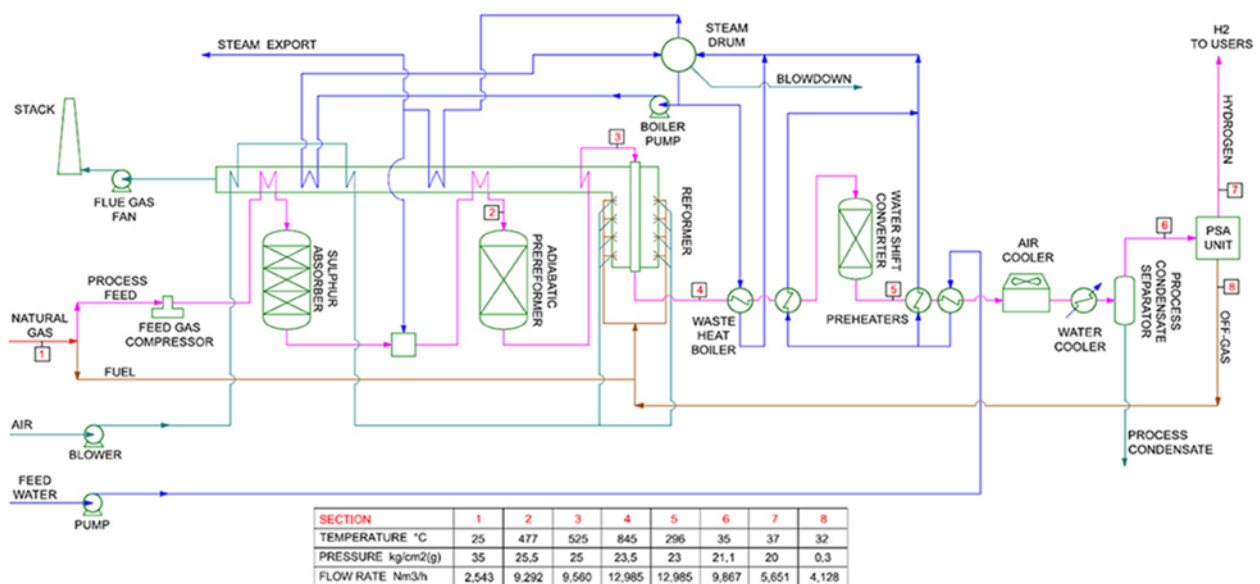 H2
TO USERS
STEAM
DRUM
STEAM EXPORT
BLOWDOWN
STACK
BOILER
PUMP
3
HYDROGEN
FLUE GAS
FAN
REFORMER
WATER SHIFT
CONVERTER
7
2
6
PSA
UNIT
AIR
COOLER
SULPHUR
ABSORBER
ADIABATIC
PREREFORMER
PROCESS
FEED
PROCESS
CONDENSATE
SEPARATOR
4
5
8
NATURAL
GAS
1
FEED GAS
COMPRESSOR
WASTE
HEAT
BOILER
PREHEATERS
WATER
COOLER
OFF-GAS
FUEL
AIR
BLOWER
PROCESS
CONDENSATE
FEED
WATER
PUMP
SECTION 1 2 3 4 5 6 7 8
TEMPERATURE °C 25 477 525 845 296 35 37 32
PRESSURE kg/cm2(g) 35 25,5 25 23,5 23 21,1 20 0,3
FLOW RATE Nm3/h 2,543 9,292 9,560 12,985 12,985 9,867 5,651 4,128